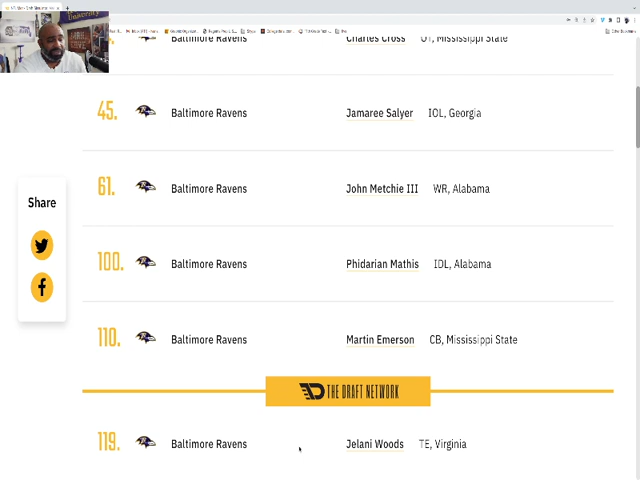 Charles Cross OT, Mississippi State
45. Baltimore Ravens Jamaree Salyer IOL, Georgia
61. Baltimore Ravens John Metchie III WR, Alabama
Share
100. Baltimore Ravens Phidarian Mathis IDL, Alabama
110. Baltimore Ravens Martin Emerson CB, Mississippi State
THE DRAFT NETWORK
119. Baltimore Ravens Jelani Woods TE, Virginia